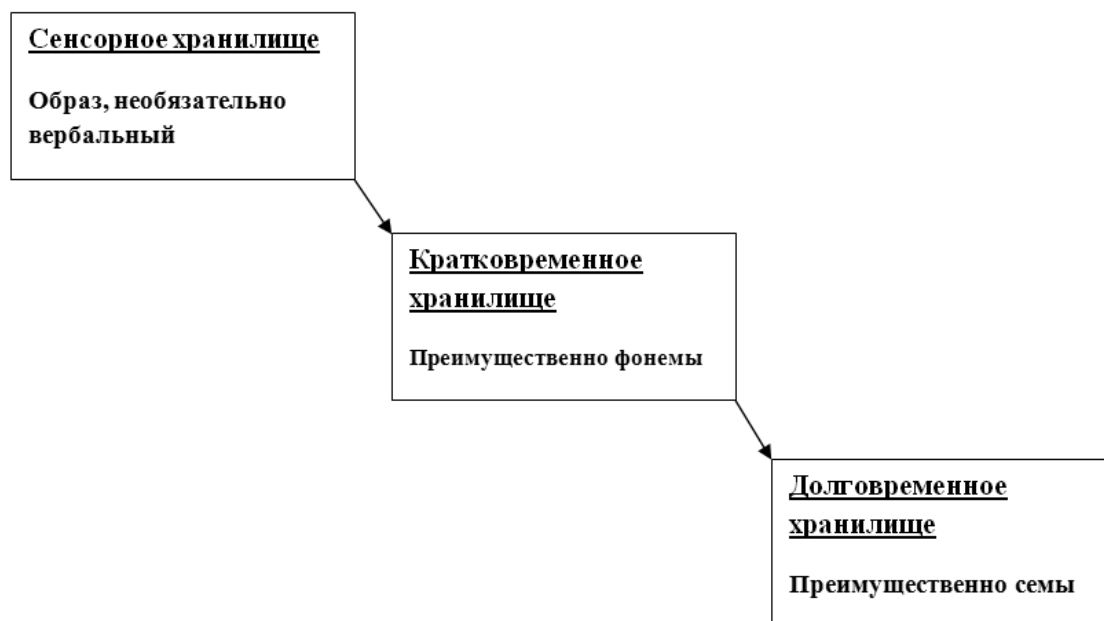 Сенсорное хранилище
Образ, необязательно
вербальный
Кратковременное
хранилище
Преимущественно фонемы
Долговременное
хранилище
Преимущественно семы